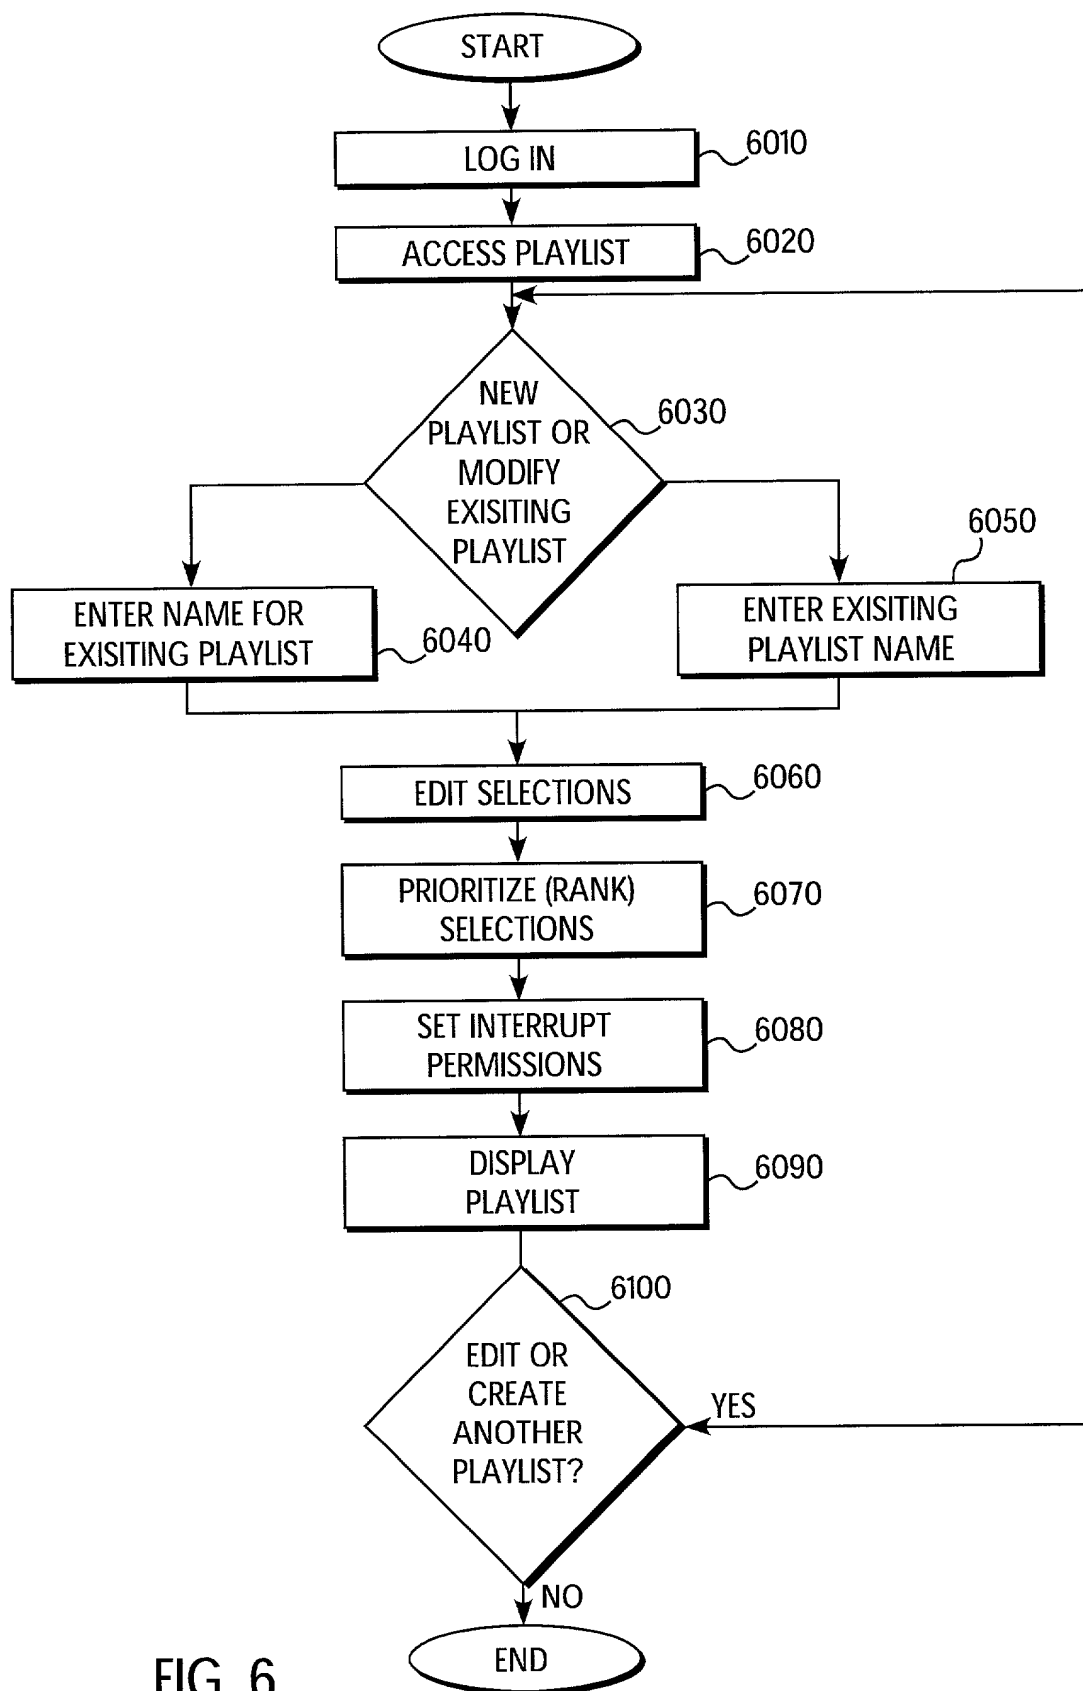 START
LOG IN
6010
ACCESS PLAYLIST
6020
NEW
PLAYLIST OR
MODIFY
EXISITING
PLAYLIST
6030
ENTER NAME FOR
EXISITING PLAYLIST
6040
6050
ENTER EXISITING
PLAYLIST NAME
EDIT SELECTIONS
6060
PRIORITIZE (RANK)
SELECTIONS
6070
SET INTERRUPT
PERMISSIONS
6080
DISPLAY
PLAYLIST
6090
6100
EDIT OR
CREATE
ANOTHER
PLAYLIST?
YES
NO
END
FIG. 6